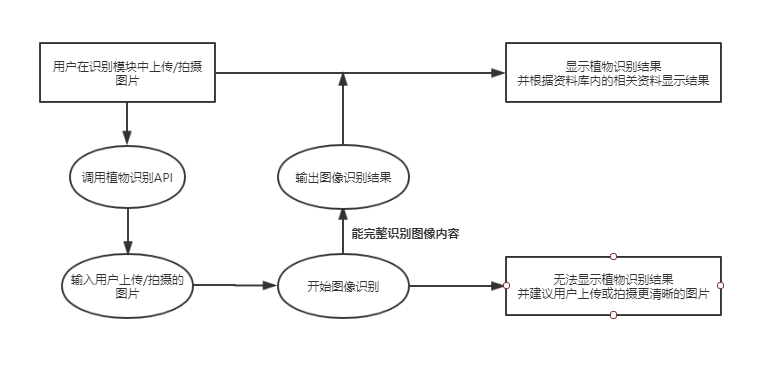 用户在识别模块中上传/拍摄
图片
显示植物识别结果
并根据资料库内的相关资料显示结果
调用植物识别API
输出图像识别结果
能完整识别图像内容
输入用户上传/拍摄的
图片
开始图像识别
无法显示植物识别结果
并建议用户上传或拍摄更清晰的图片